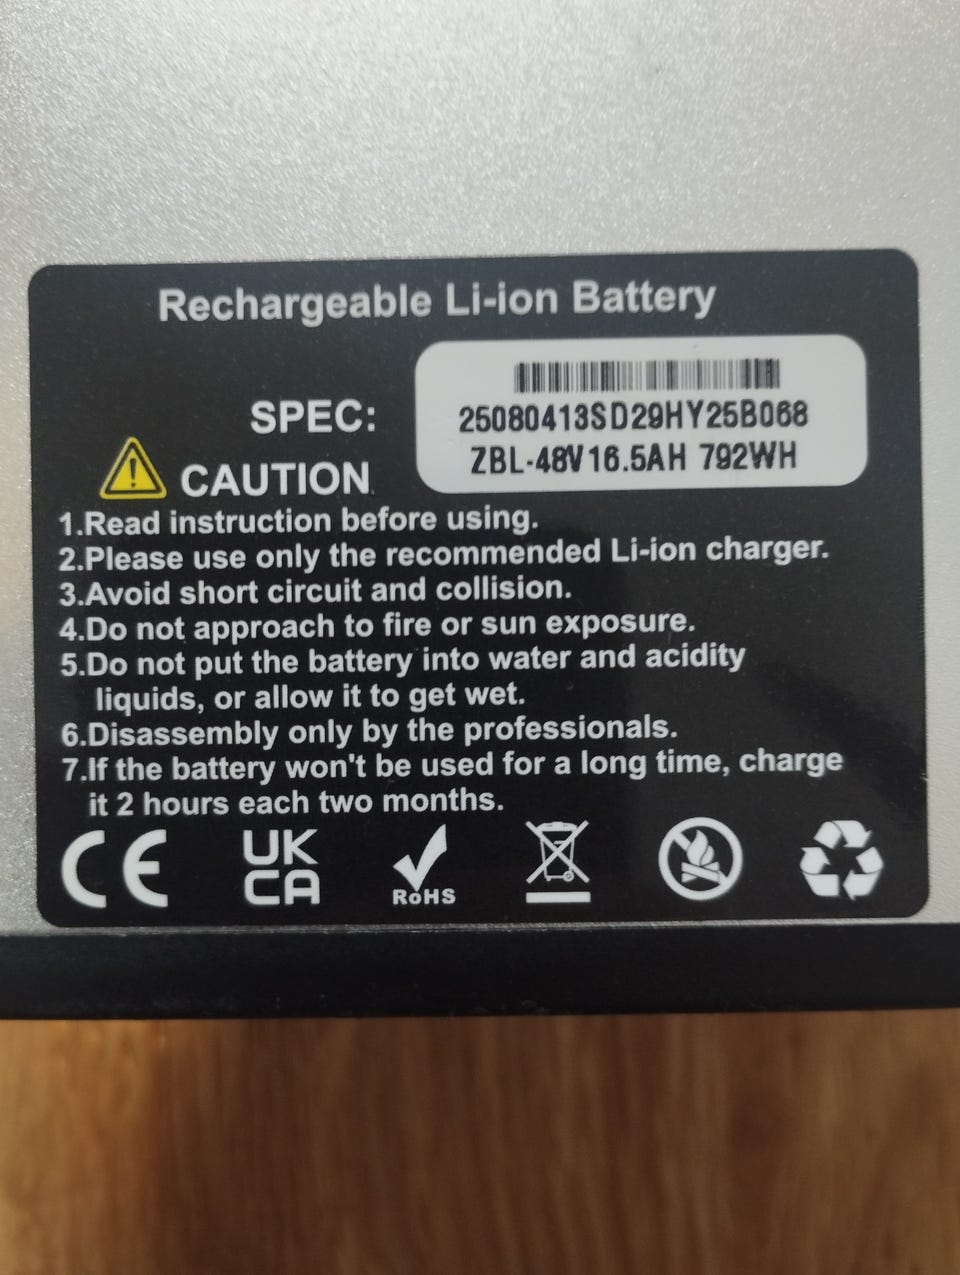 Rechargeable Li-ion Battery
25080413SD29HY25B068
SPEC:
ZBL-48V16.5AH 792WH
CAUTION
1.Read instruction before using.
2.Please use only the recommended Li-ion charger.
3.Avoid short circuit and collision.
4.Do not approach to fire or sun exposure.
5.Do not put the battery into water and acidity
liquids, or allow it to get wet.
6.Disassembly only by the professionals.
7.If the battery won't be used for a long time, charge
it 2 hours each two months.
CE
UK
CA
RoHS